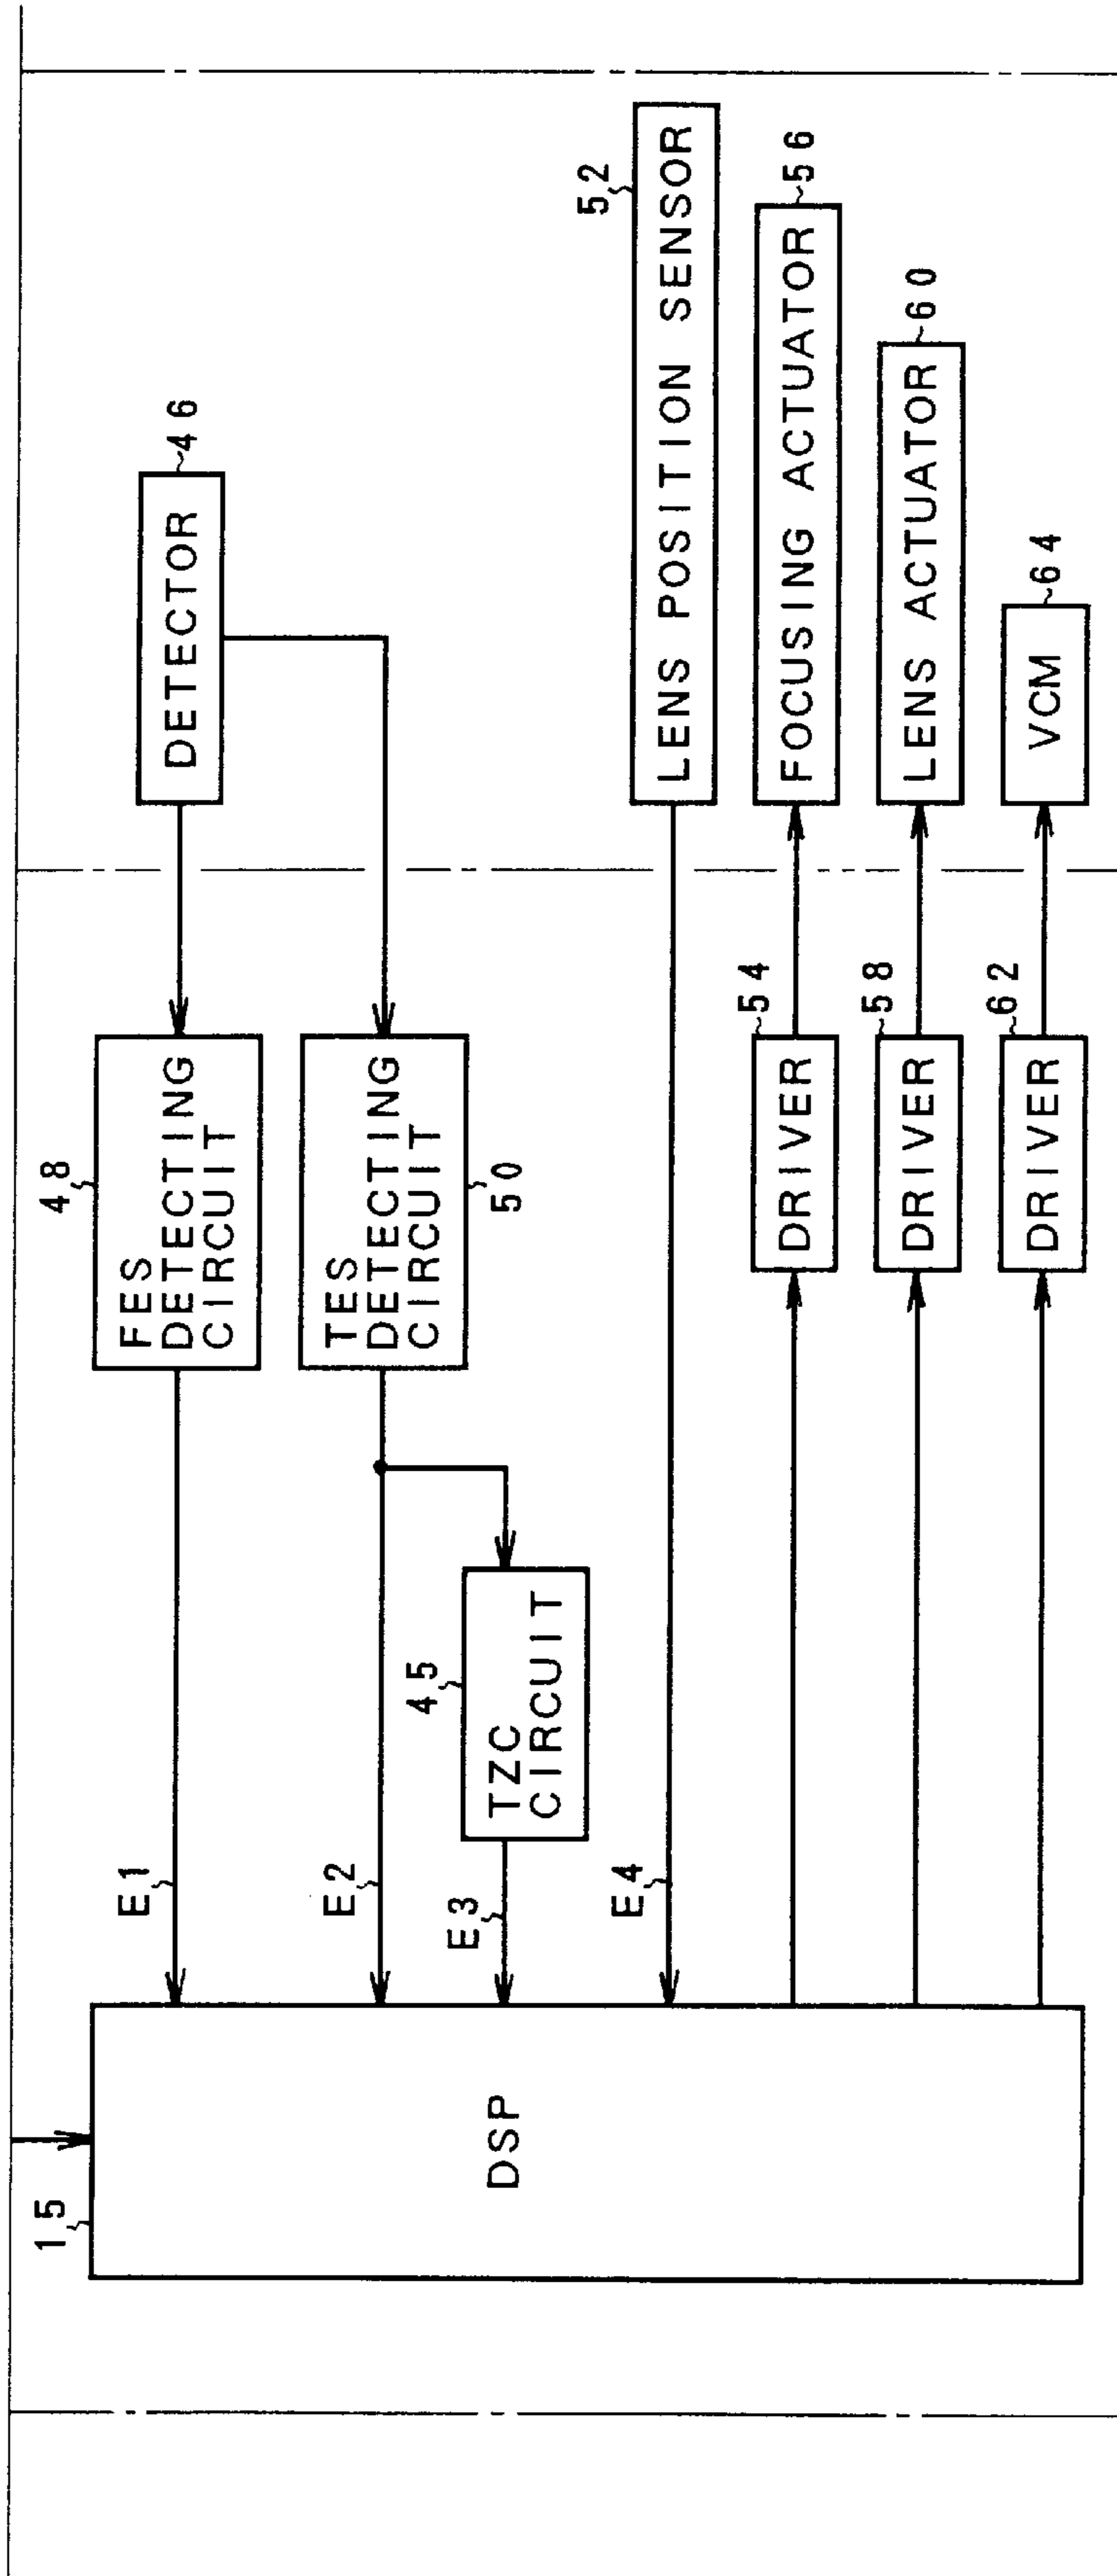 15
DSP
E1
E2
E3
E4
48
FES
DETECTING
CIRCUIT
TES
DETECTING
CIRCUIT
50
45
TZC
CIRCUIT
DETECTOR
46
52
LENS POSITION SENSOR
54
DRIVER
FOCUSING ACTUATOR
56
58
DRIVER
LENS ACTUATOR
60
62
DRIVER
VCM
64